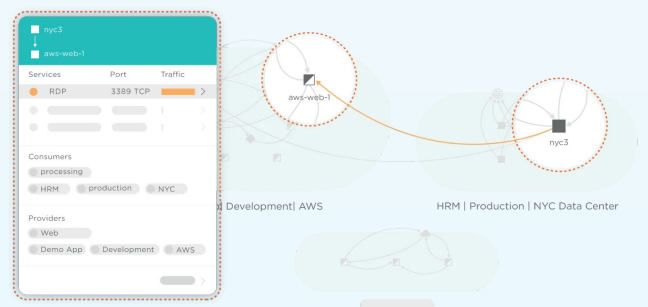 nyc3
aws-web-1
Services Port Traffic
RDP 3389 TCP
Consumers
processing
HRM production NYC
Providers
Web
Demo App Development AWS
aws-web-1
nyc3
Development| AWS
HRM | Production | NYC Data Center